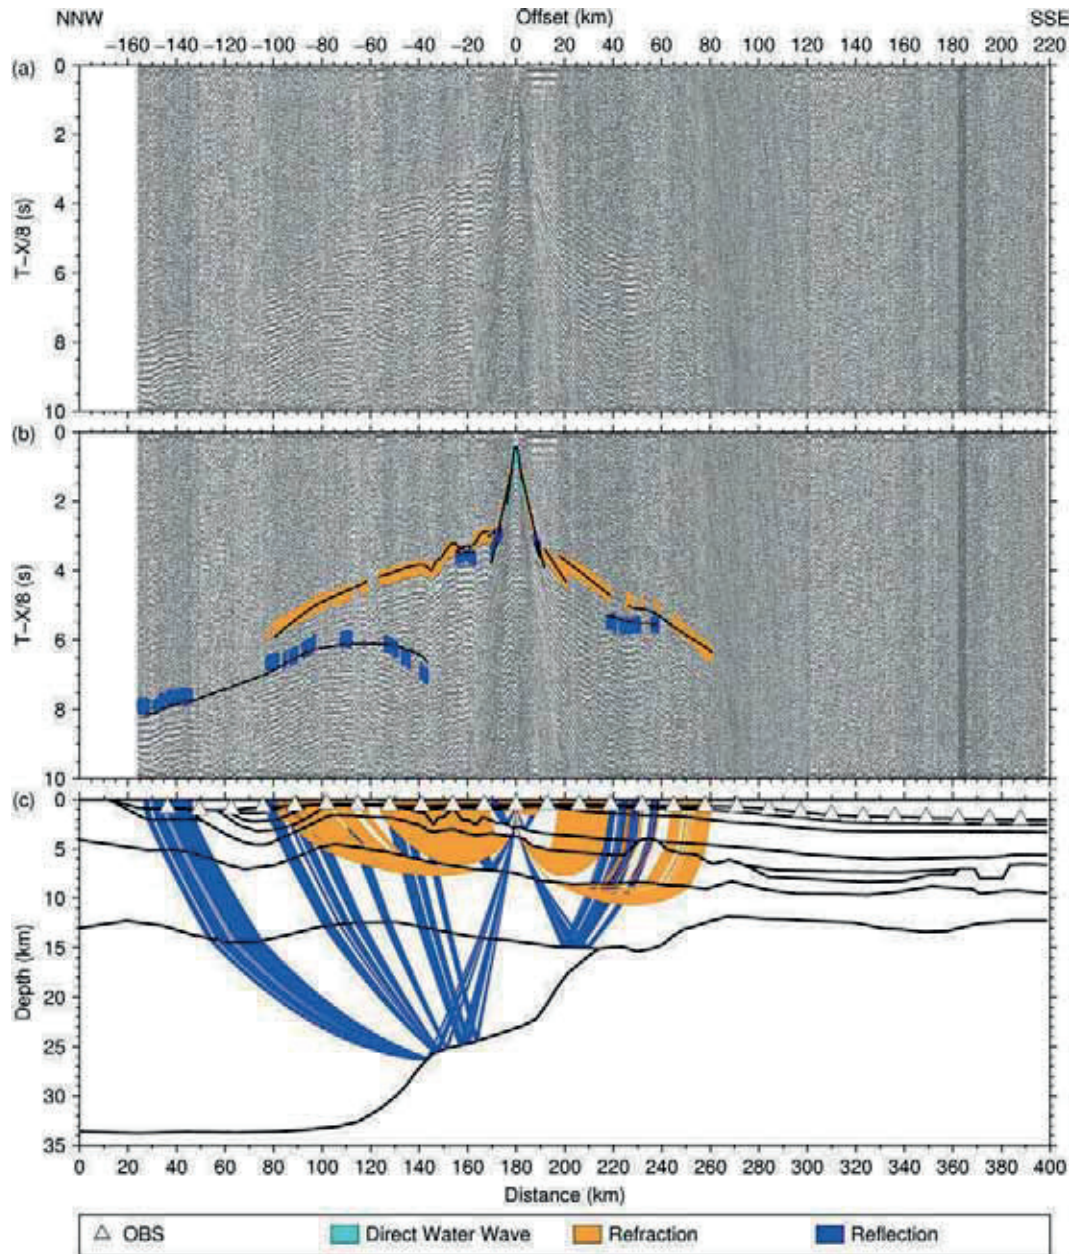 NNW Offset (km) SSE
−160 −140 −120 −100 −80 −60 −40 −20 0 20 40 60 80 100 120 140 160 180 200 220
(a)
0
2
4
6
8
10
T−X/8 (s)
(b)
0
2
4
6
8
10
T−X/8 (s)
(c)
0
5
10
15
20
25
30
35
Depth (km)
0 20 40 60 80 100 120 140 160 180 200 220 240 260 280 300 320 340 360 380 400
Distance (km)
OBS Direct Water Wave Refraction Reflection